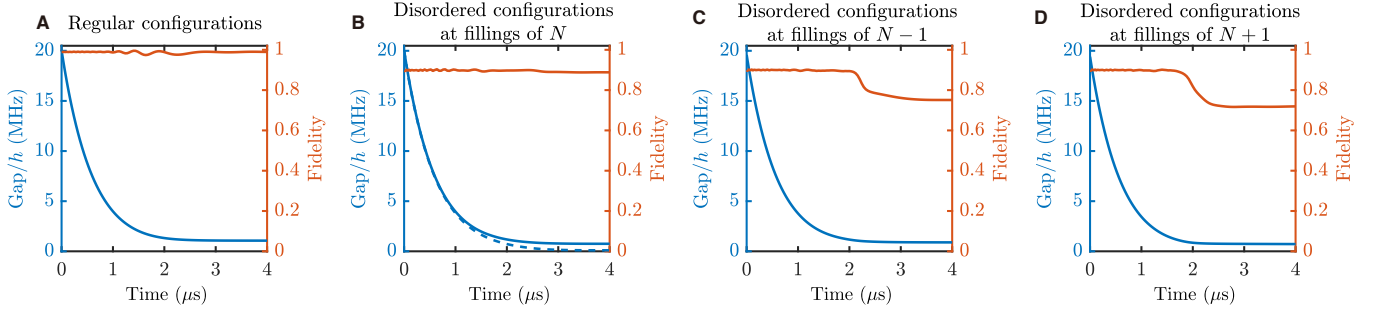 A Regular configurations
20
15
10
5
0
Gap/h (MHz)
1
0.8
0.6
0.4
0.2
0
Fidelity
0 1 2 3 4
Time (μs)
B Disordered configurations
at fillings of N
20
15
10
5
0
Gap/h (MHz)
1
0.8
0.6
0.4
0.2
0
Fidelity
0 1 2 3 4
Time (μs)
C Disordered configurations
at fillings of N − 1
20
15
10
5
0
Gap/h (MHz)
1
0.8
0.6
0.4
0.2
0
Fidelity
0 1 2 3 4
Time (μs)
D Disordered configurations
at fillings of N + 1
20
15
10
5
0
Gap/h (MHz)
1
0.8
0.6
0.4
0.2
0
Fidelity
0 1 2 3 4
Time (μs)